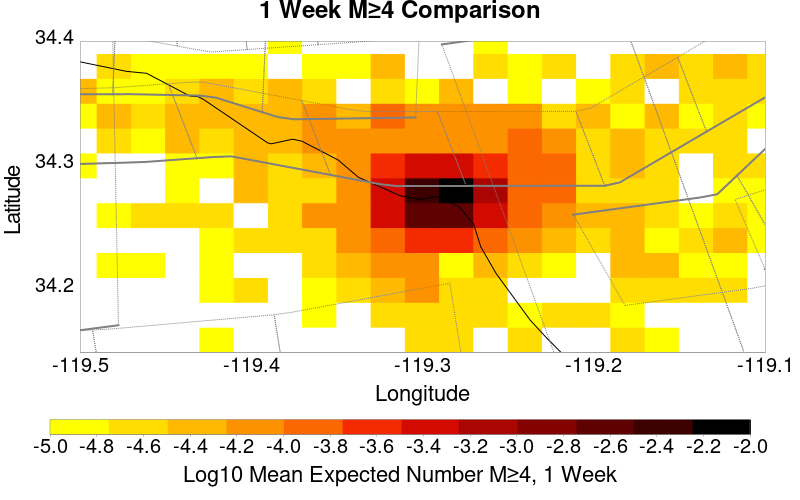 1 Week M≥4 Comparison
34.4
34.3
34.2
Latitude
-119.5 -119.4 -119.3 -119.2 -119.1
Longitude
-5.0 -4.8 -4.6 -4.4 -4.2 -4.0 -3.8 -3.6 -3.4 -3.2 -3.0 -2.8 -2.6 -2.4 -2.2 -2.0
Log10 Mean Expected Number M≥4, 1 Week